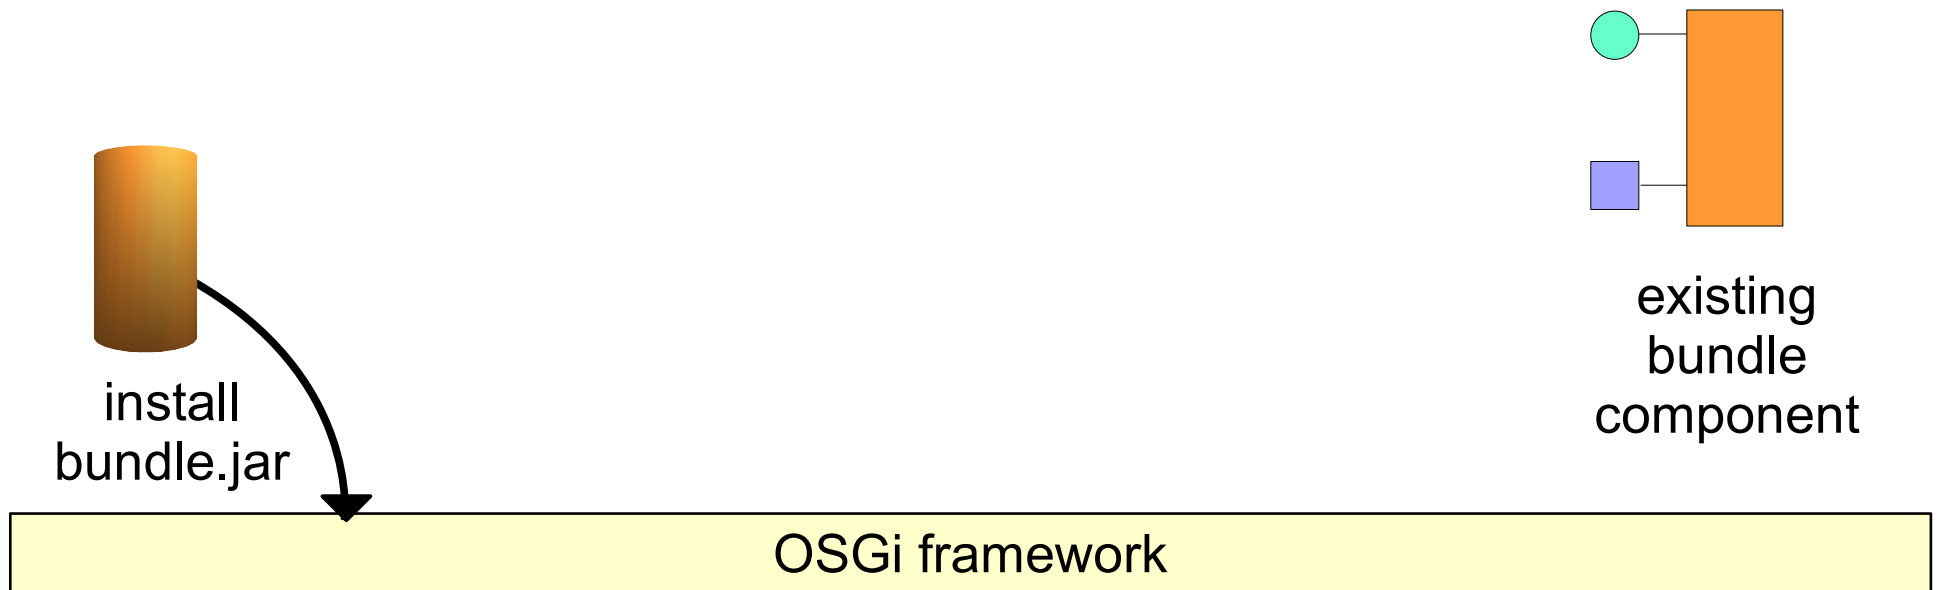 install
bundle.jar
existing
bundle
component
OSGi framework